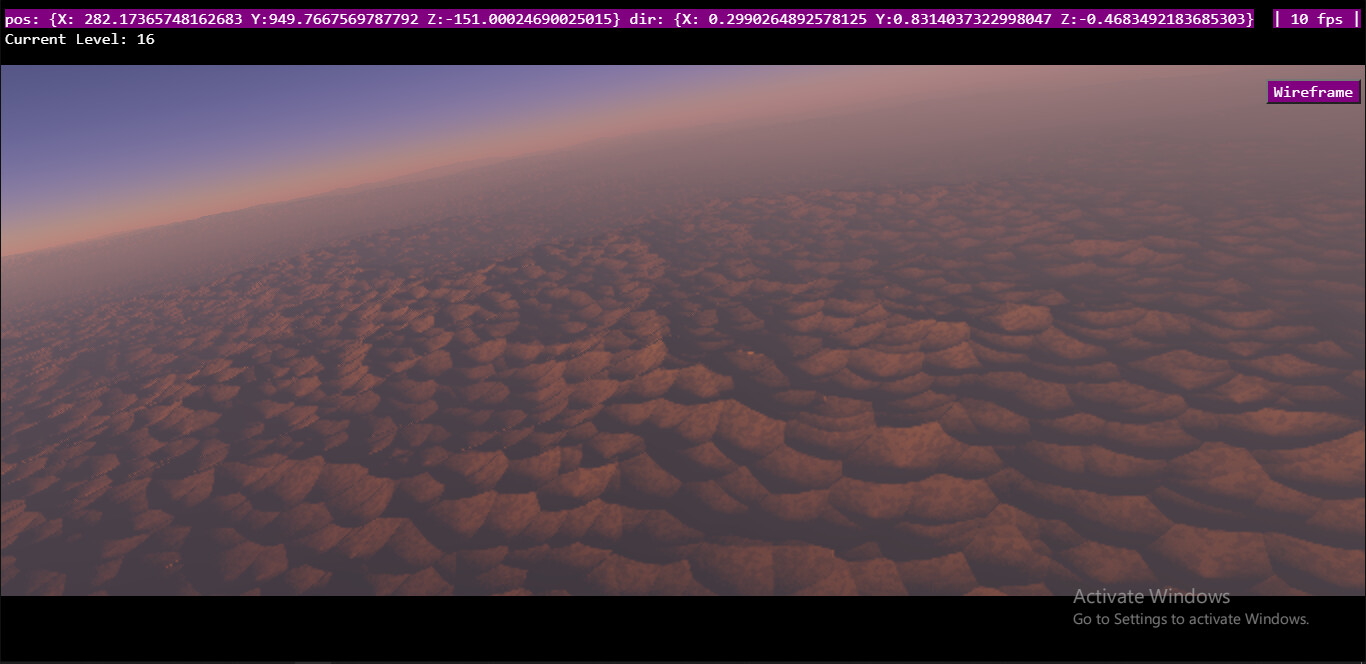 pos: {X: 282.17365748162683 Y:949.7667569787792 Z:-151.00024690025015} dir: {X: 0.2990264892578125 Y:0.8314037322998047 Z:-0.4683492183685303} | 10 fps |
Current Level: 16
Wireframe
Activate Windows
Go to Settings to activate Windows.